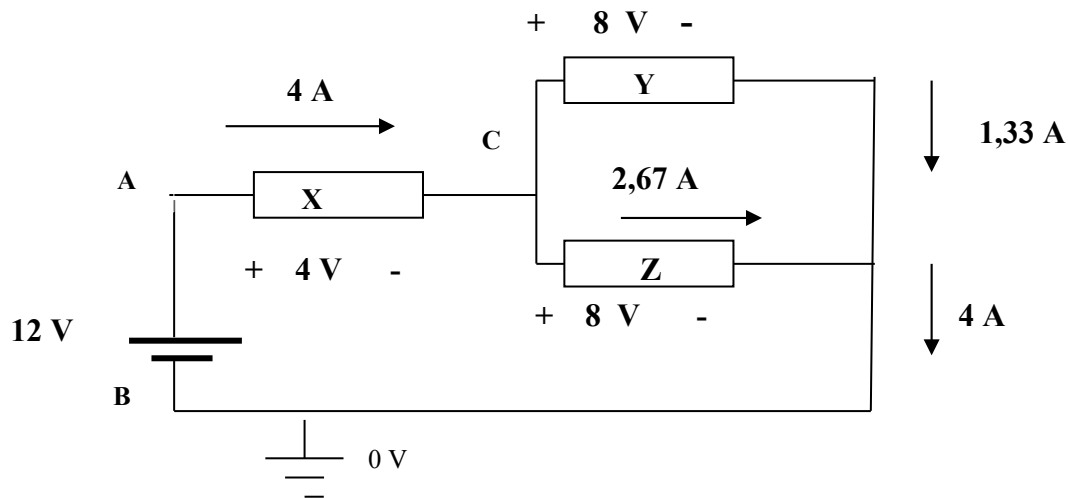 + 8 V -
Y
4 A
1,33 A
C
2,67 A
A
X
Z
+ 4 V -
+ 8 V -
12 V
4 A
B
0 V